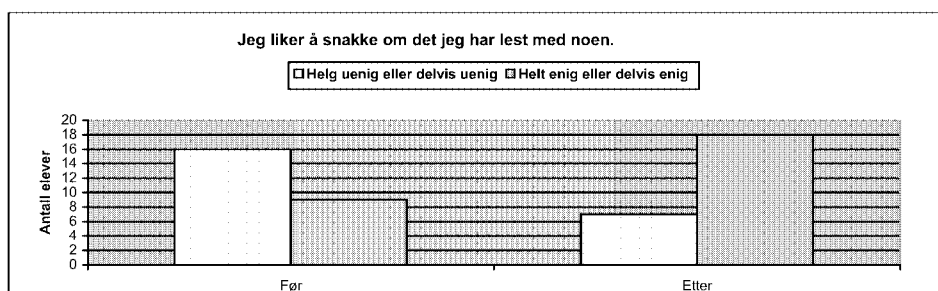 Jeg liker å snakke om det jeg har lest med noen.
Helg uenig eller delvis uenig Helt enig eller delvis enig
Antall elever
20
18
16
14
12
10
8
6
4
2
0
Før Etter